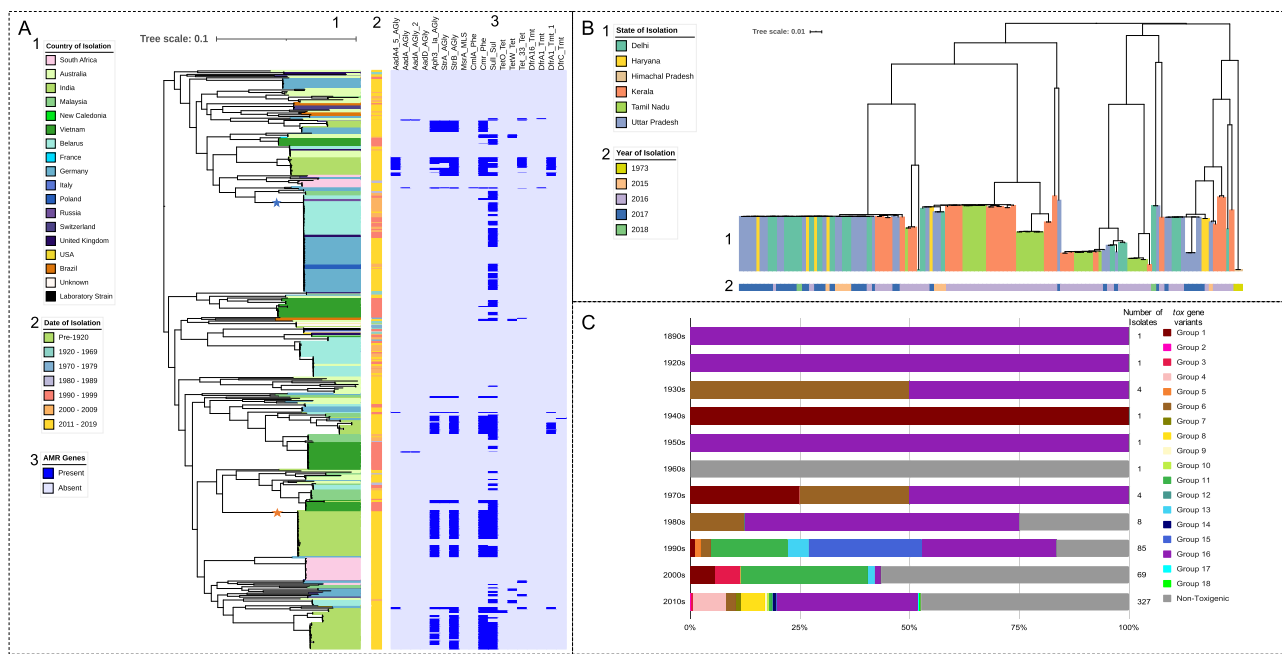 A
1
2
3
Tree scale: 0.1
AadA4_5_AGly
AadA_AGly
AadA_AGly_2
AadD_AGly
Aph3__Ia_AGly
StrA_AGly
StrB_AGly
MsrA_MLS
CmlA_Phe
Cmr_Phe
SulI_Sul
TetO_Tet
TetW_Tet
Tet_33_Tet
DfrA16_Tmt
DfrA1_Tmt
DfrA1_Tmt_1
DfrC_Tmt
1
Country of Isolation
South Africa
Australia
India
Malaysia
New Caledonia
Vietnam
Belarus
France
Germany
Italy
Poland
Russia
Switzerland
United Kingdom
USA
Brazil
Unknown
Laboratory Strain
2
Date of Isolation
Pre-1920
1920 - 1969
1970 - 1979
1980 - 1989
1990 - 1999
2000 - 2009
2011 - 2019
3
AMR Genes
Present
Absent
B
1
State of Isolation
Delhi
Haryana
Himachal Pradesh
Kerala
Tamil Nadu
Uttar Pradesh
2
Year of Isolation
1973
2015
2016
2017
2018
Tree scale: 0.01
1
2
C
Number of Isolates
tox gene variants
1890s
1
1920s
1
1930s
4
1940s
1
1950s
1
1960s
1
1970s
4
1980s
8
1990s
85
2000s
69
2010s
327
0%
25%
50%
75%
100%
Group 1
Group 2
Group 3
Group 4
Group 5
Group 6
Group 7
Group 8
Group 9
Group 10
Group 11
Group 12
Group 13
Group 14
Group 15
Group 16
Group 17
Group 18
Non-Toxigenic